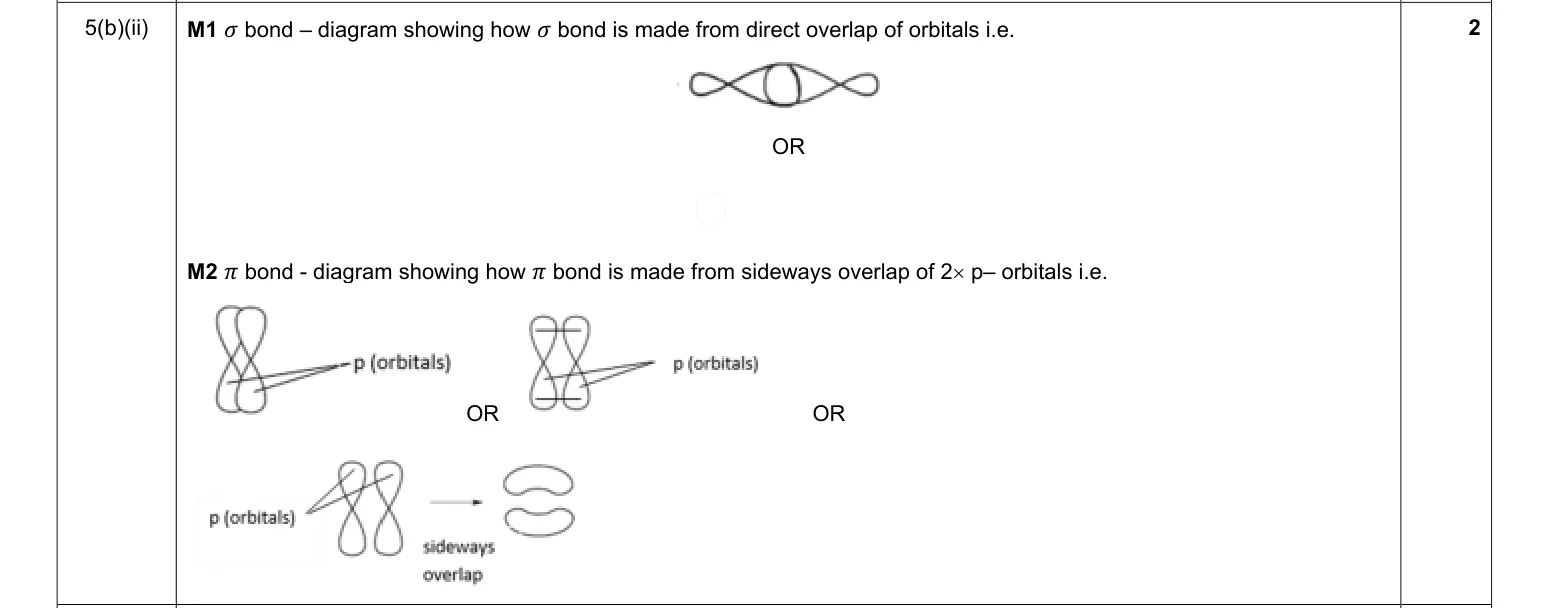 5(b)(ii) M1 σ bond – diagram showing how σ bond is made from direct overlap of orbitals i.e. 2
OR
M2 π bond - diagram showing how π bond is made from sideways overlap of 2× p– orbitals i.e.
p (orbitals) p (orbitals)
OR OR
p (orbitals)
sideways
overlap